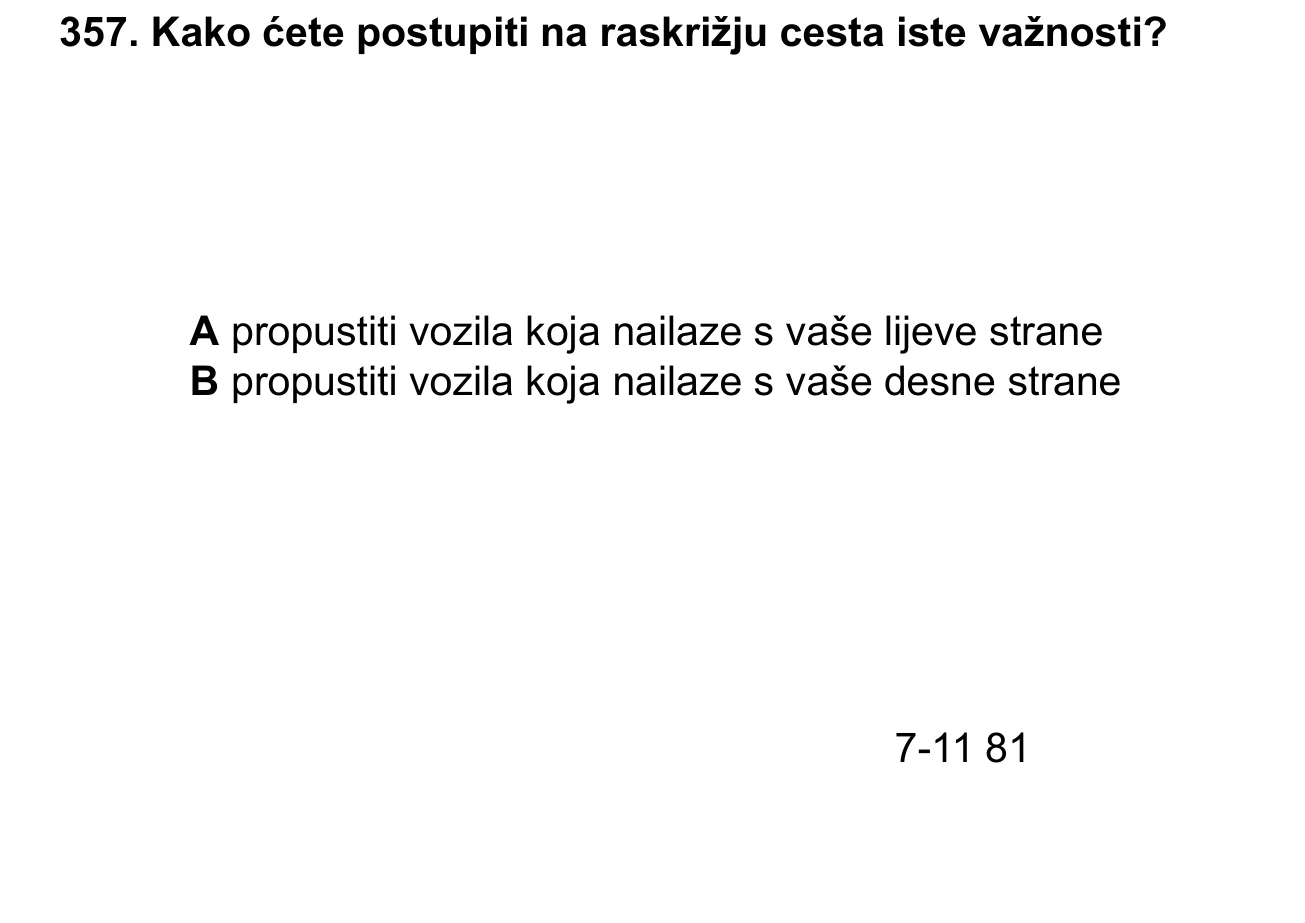 357. Kako ćete postupiti na raskrižju cesta iste važnosti?
A propustiti vozila koja nailaze s vaše lijeve strane
B propustiti vozila koja nailaze s vaše desne strane
7-11 81